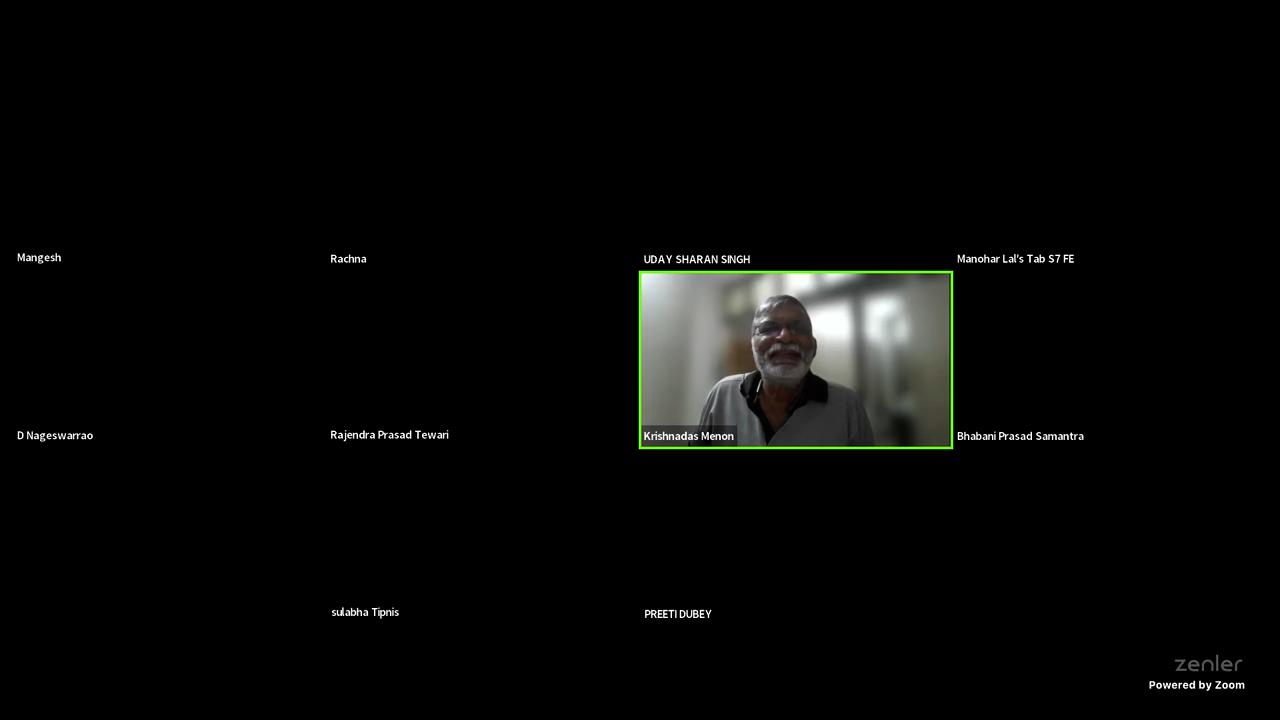 Mangesh
Rachna
UDAY SHARAN SINGH
Manohar Lal's Tab S7 FE
D Nageswarrao
Rajendra Prasad Tewari
Krishnadas Menon
Bhabani Prasad Samantra
sulabha Tipnis
PREETI DUBEY
zenler
Powered by Zoom